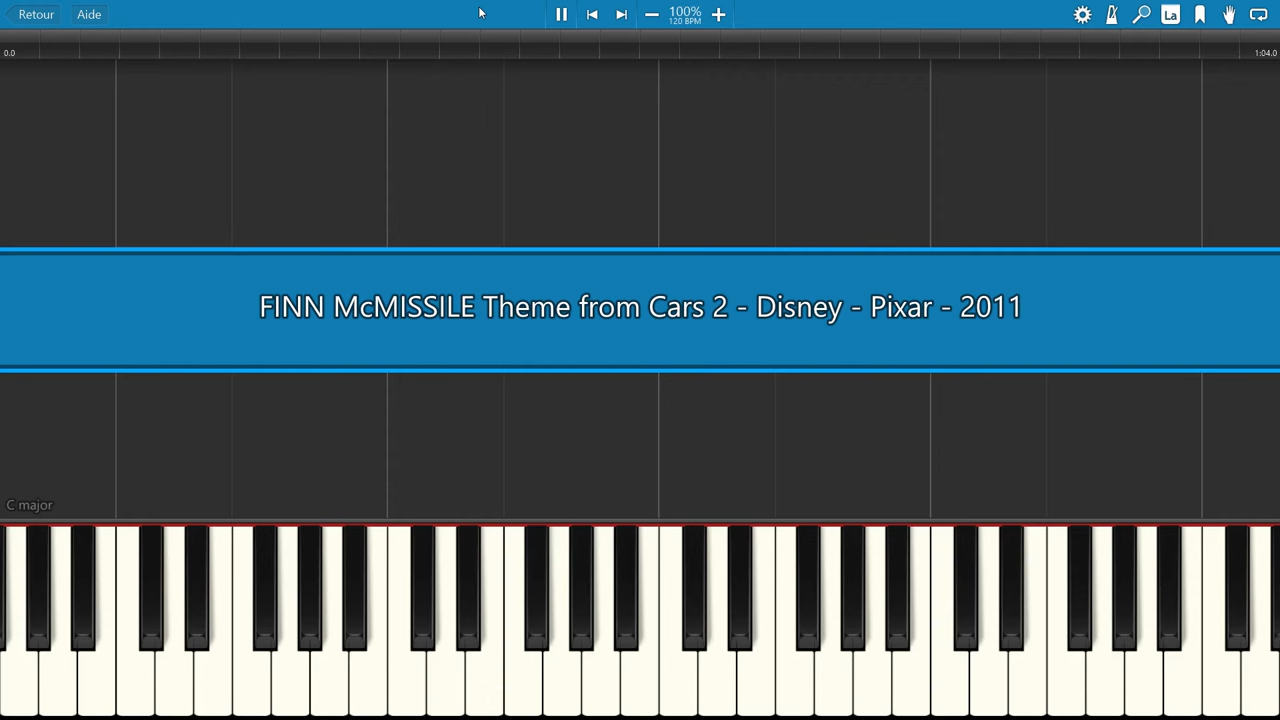 Retour Aide 100% La
120 BPM
0.0 1:04.0
FINN McMISSILE Theme from Cars 2 - Disney - Pixar - 2011
C major